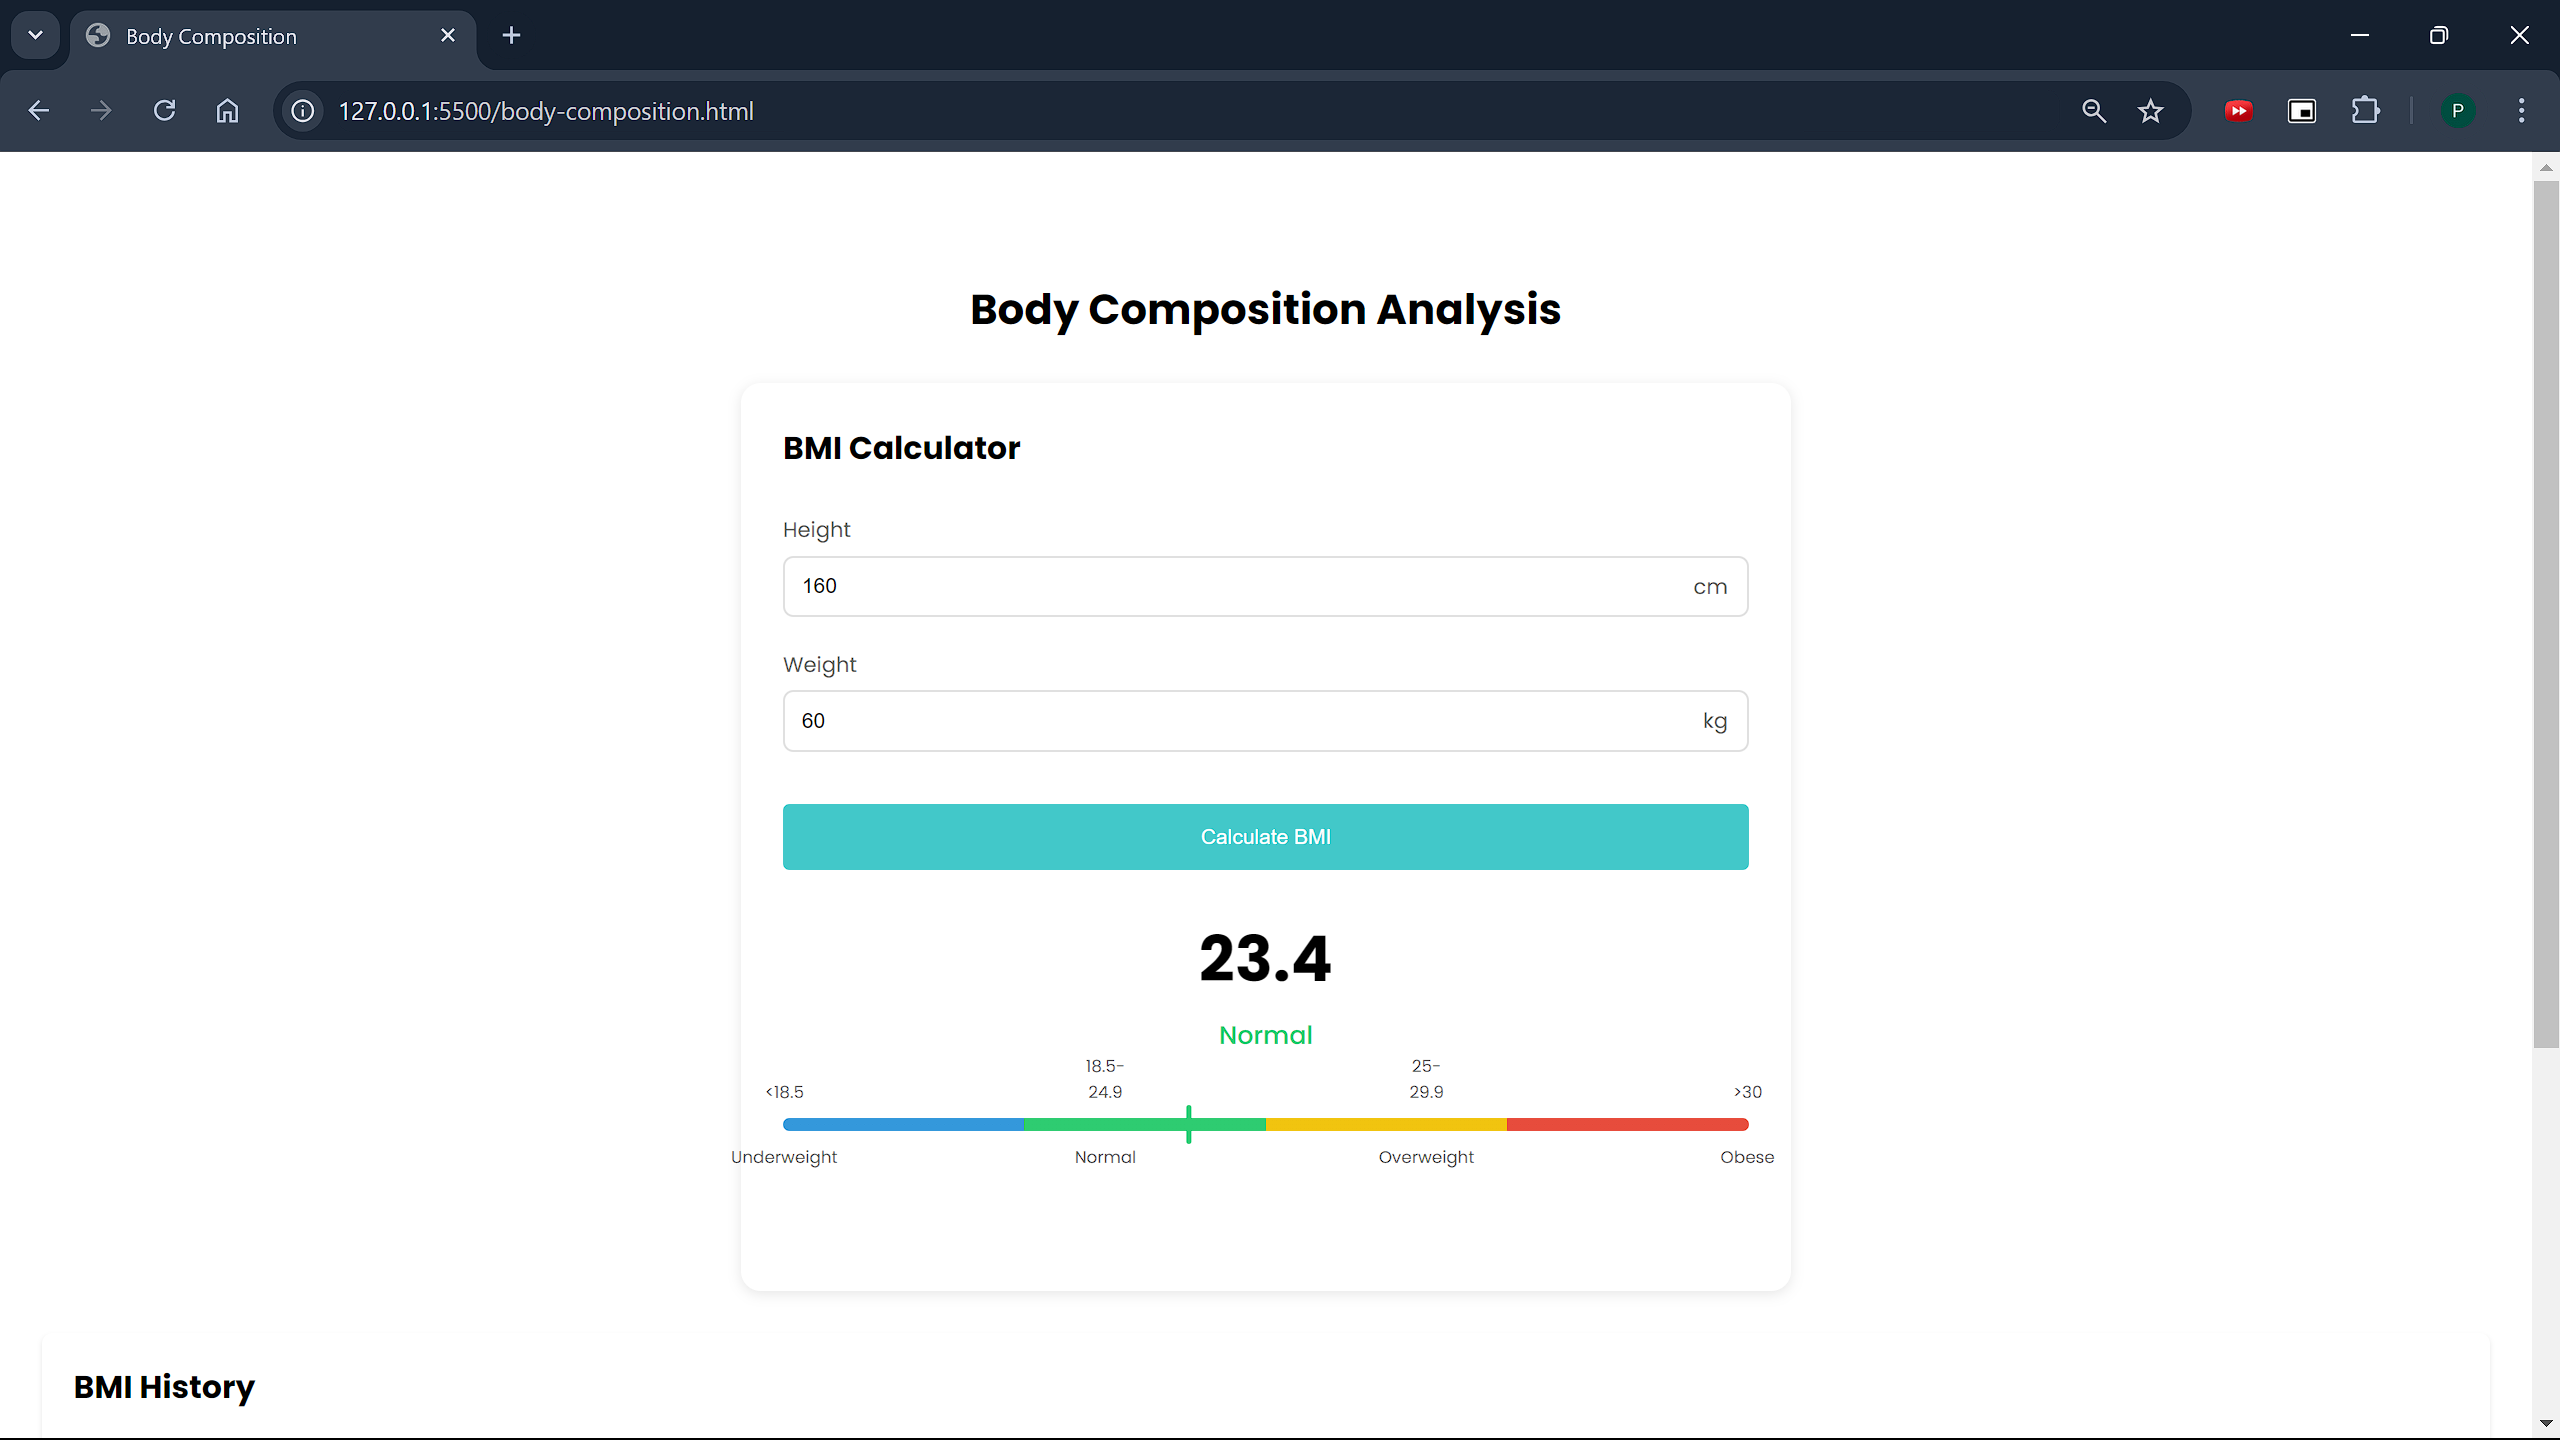 Body Composition
127.0.0.1:5500/body-composition.html
P
Body Composition Analysis
BMI Calculator
Height
160 cm
Weight
60 kg
Calculate BMI
23.4
Normal
<18.5 18.5-24.9 25-29.9 >30
Underweight Normal Overweight Obese
BMI History